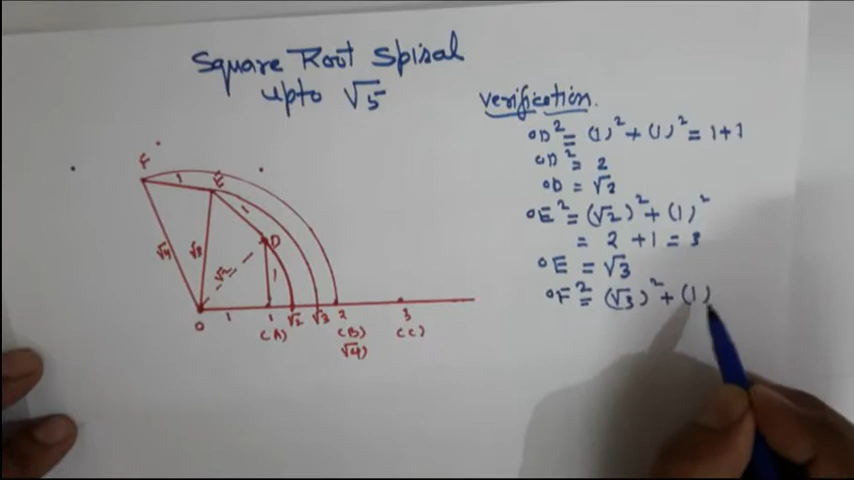 Square Root Spiral
upto √5
verification.
OD² = (1)² + (1)² = 1+1
OD² = 2
OD = √2
OE² = (√2)² + (1)²
= 2 + 1 = 3
OE = √3
OF² = (√3)² + (1)
F
1
E
1
√4
√3
√2
D
1
O
1
1
√2
√3
2
3
(A)
(B)
(C)
√4)